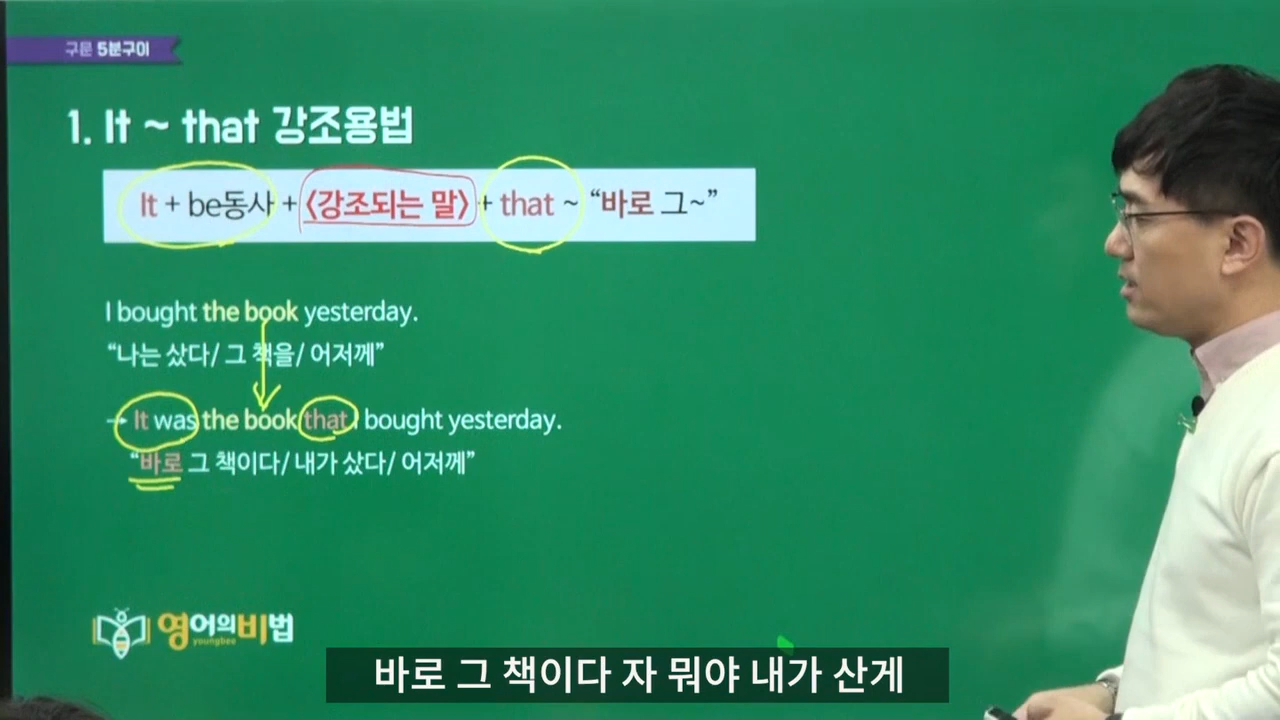 구문 5분구이
1. It ~ that 강조용법
It + be동사 + <강조되는 말> + that ~ “바로 그~”
I bought the book yesterday.
“나는 샀다/ 그 책을/ 어저께”
→ It was the book that I bought yesterday.
“바로 그 책이다/ 내가 샀다/ 어저께”
영어의비법
youngbee
바로 그 책이다 자 뭐야 내가 산게